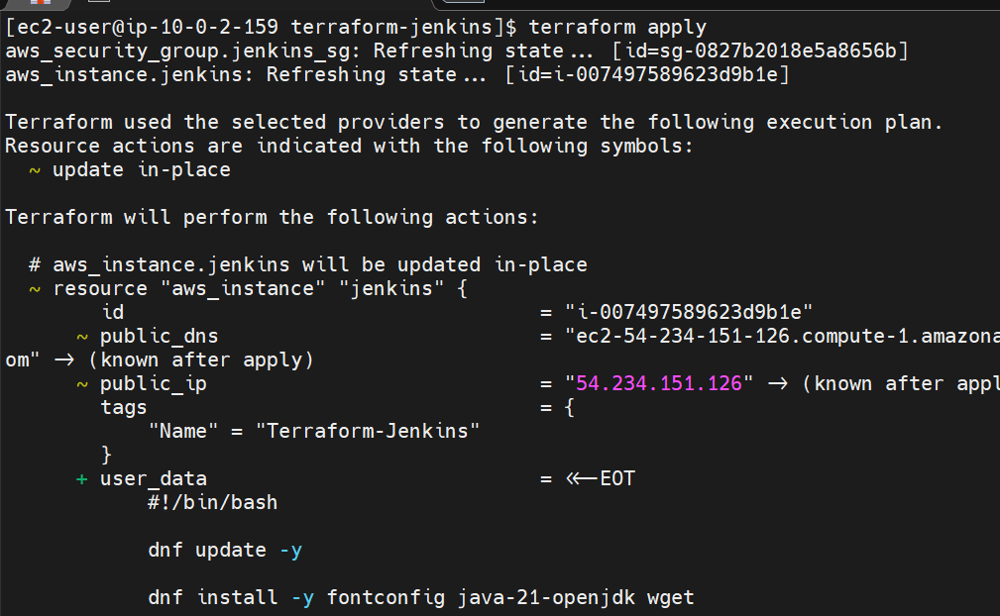 [ec2-user@ip-10-0-2-159 terraform-jenkins]$ terraform apply
aws_security_group.jenkins_sg: Refreshing state... [id=sg-0827b2018e5a8656b]
aws_instance.jenkins: Refreshing state... [id=i-007497589623d9b1e]
Terraform used the selected providers to generate the following execution plan.
Resource actions are indicated with the following symbols:
~ update in-place
Terraform will perform the following actions:
# aws_instance.jenkins will be updated in-place
~ resource "aws_instance" "jenkins" {
id = "i-007497589623d9b1e"
~ public_dns = "ec2-54-234-151-126.compute-1.amazona
om" -> (known after apply)
~ public_ip = "54.234.151.126" -> (known after appl
tags = {
"Name" = "Terraform-Jenkins"
}
+ user_data = <<-EOT
#!/bin/bash
dnf update -y
dnf install -y fontconfig java-21-openjdk wget